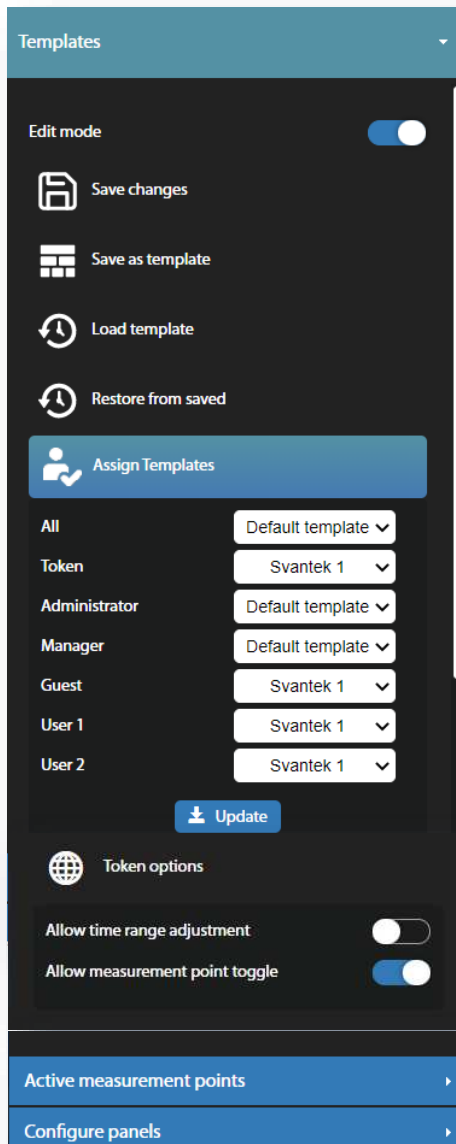 Templates
Edit mode
Save changes
Save as template
Load template
Restore from saved
Assign Templates
All Default template
Token Svantek 1
Administrator Default template
Manager Default template
Guest Svantek 1
User 1 Svantek 1
User 2 Svantek 1
Update
Token options
Allow time range adjustment
Allow measurement point toggle
Active measurement points
Configure panels